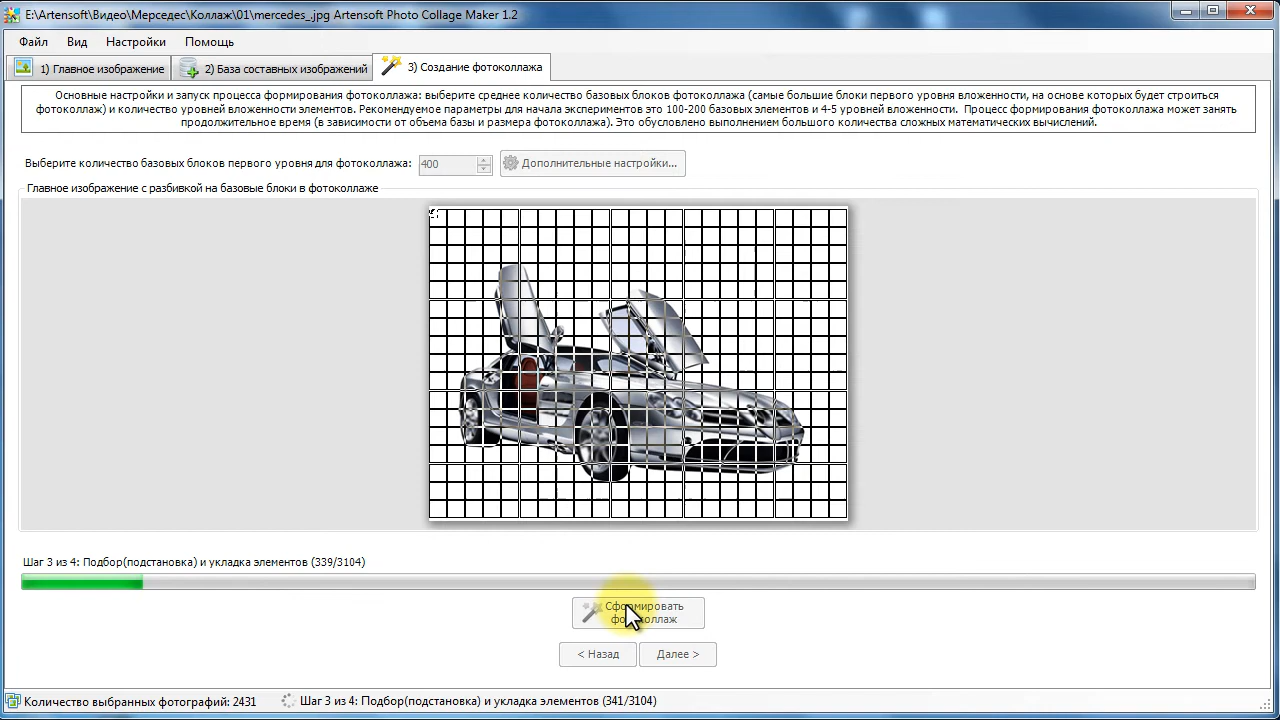 E:\Artensoft\Видео\Мерседес\Коллаж\01\mercedes_.jpg Artensoft Photo Collage Maker 1.2
Файл Вид Настройки Помощь
1) Главное изображение 2) База составных изображений 3) Создание фотоколлажа
Основные настройки и запуск процесса формирования фотоколлажа: выберите среднее количество базовых блоков фотоколлажа (самые большие блоки первого уровня вложенности, на основе которых будет строиться
фотоколлаж) и количество уровней вложенности элементов. Рекомендуемое параметры для начала экспериментов это 100-200 базовых элементов и 4-5 уровней вложенности. Процесс формирования фотоколлажа может занять
продолжительное время (в зависимости от объема базы и размера фотоколлажа). Это обусловлено выполнением большого количества сложных математических вычислений.
Выберите количество базовых блоков первого уровня для фотоколлажа: 400 Дополнительные настройки...
Главное изображение с разбивкой на базовые блоки в фотоколлаже
Шаг 3 из 4: Подбор(подстановка) и укладка элементов (339/3104)
Сформировать
фотоколлаж
< Назад Далее >
Количество выбранных фотографий: 2431 Шаг 3 из 4: Подбор(подстановка) и укладка элементов (341/3104)